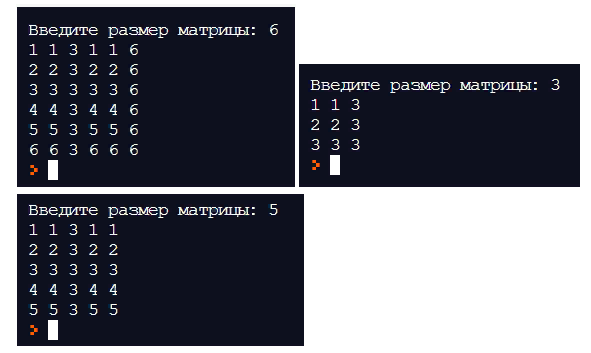 Введите размер матрицы: 6
1 1 3 1 1 6
2 2 3 2 2 6
3 3 3 3 3 6
4 4 3 4 4 6
5 5 3 5 5 6
6 6 3 6 6 6
>
Введите размер матрицы: 3
1 1 3
2 2 3
3 3 3
>
Введите размер матрицы: 5
1 1 3 1 1
2 2 3 2 2
3 3 3 3 3
4 4 3 4 4
5 5 3 5 5
>